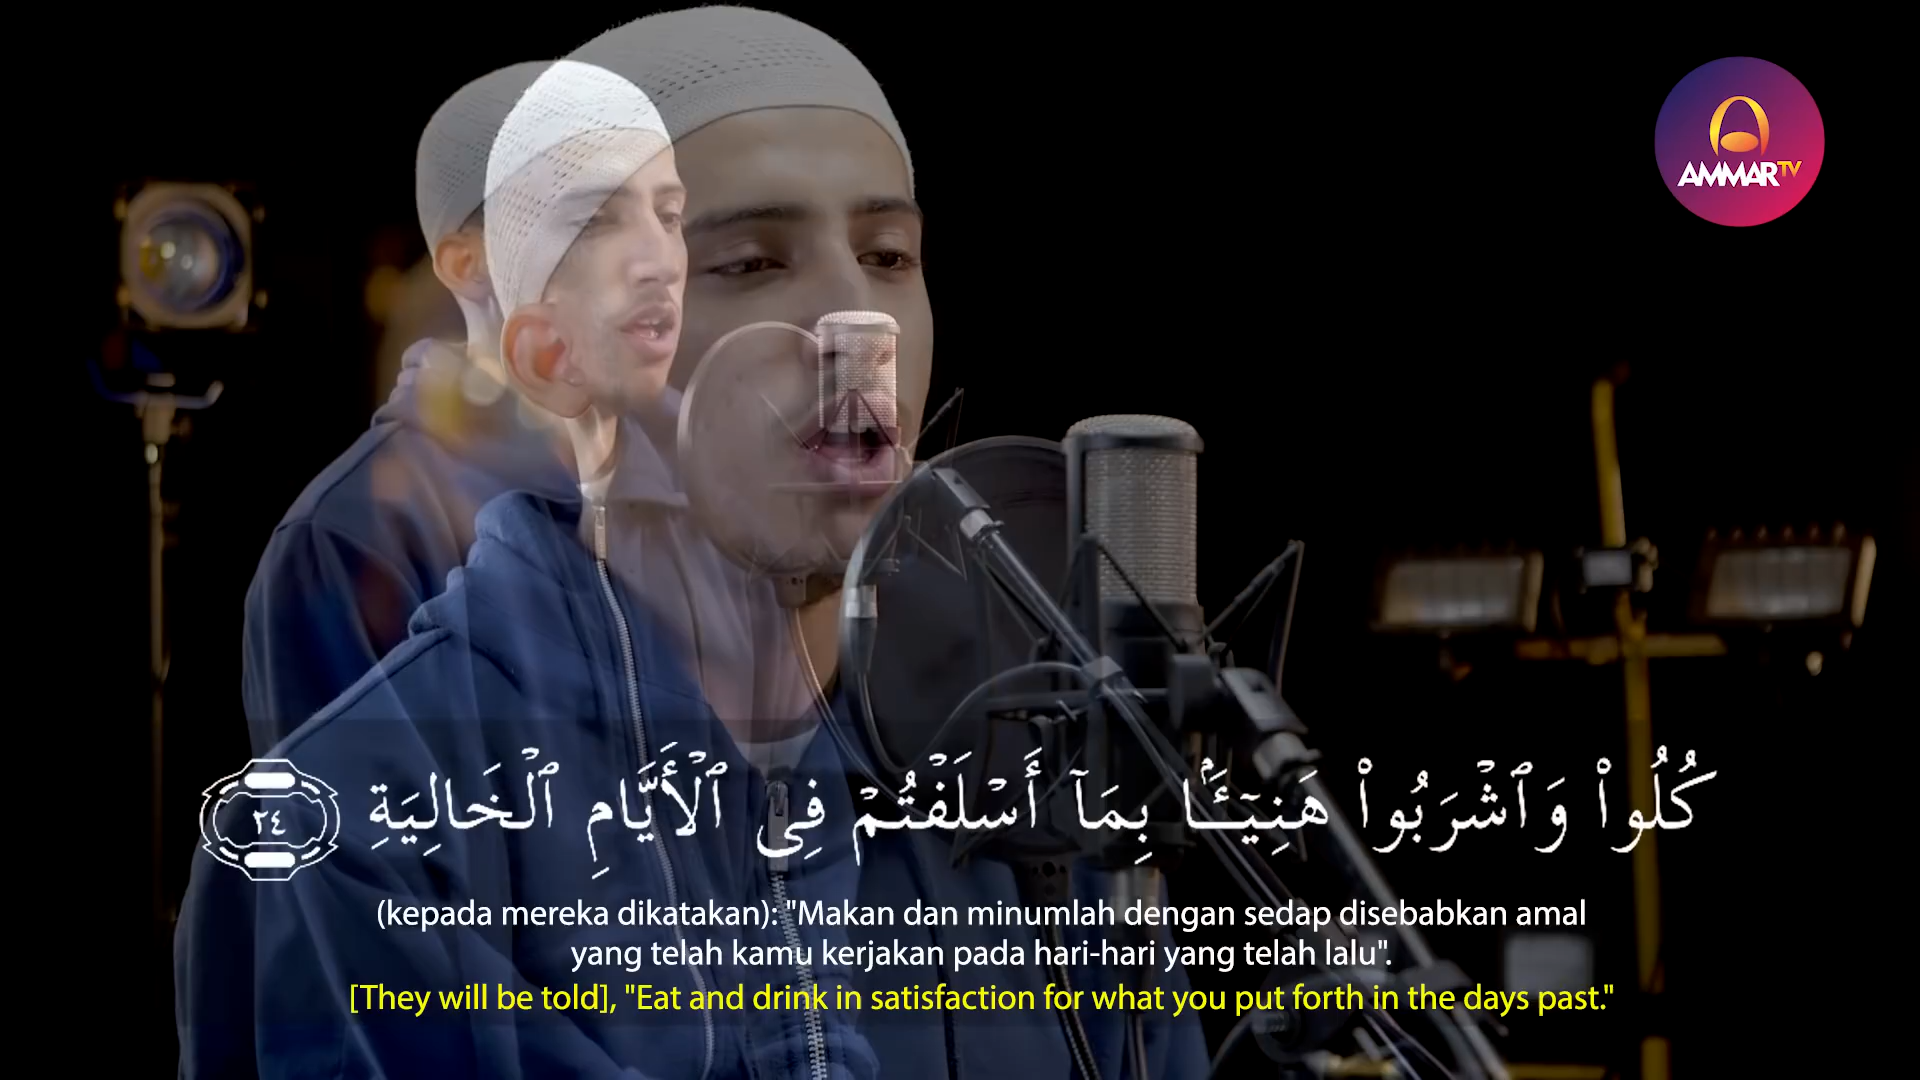 AMMARTV
كُلُوا۟ وَٱشْرَبُوا۟ هَنِيٓـَٔۢا بِمَآ أَسْلَفْتُمْ فِى ٱلْأَيَّامِ ٱلْخَالِيَةِ ٢٤
(kepada mereka dikatakan): "Makan dan minumlah dengan sedap disebabkan amal
yang telah kamu kerjakan pada hari-hari yang telah lalu".
[They will be told], "Eat and drink in satisfaction for what you put forth in the days past."